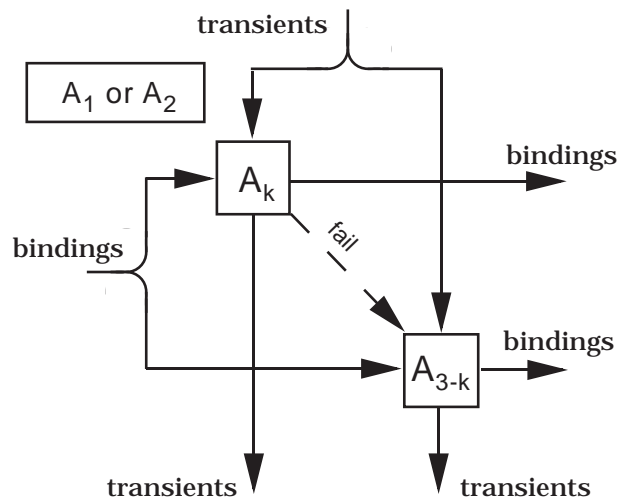 transients
A₁ or A₂
bindings
Aₖ
fail
bindings
bindings
A₃₋ₖ
transients
transients